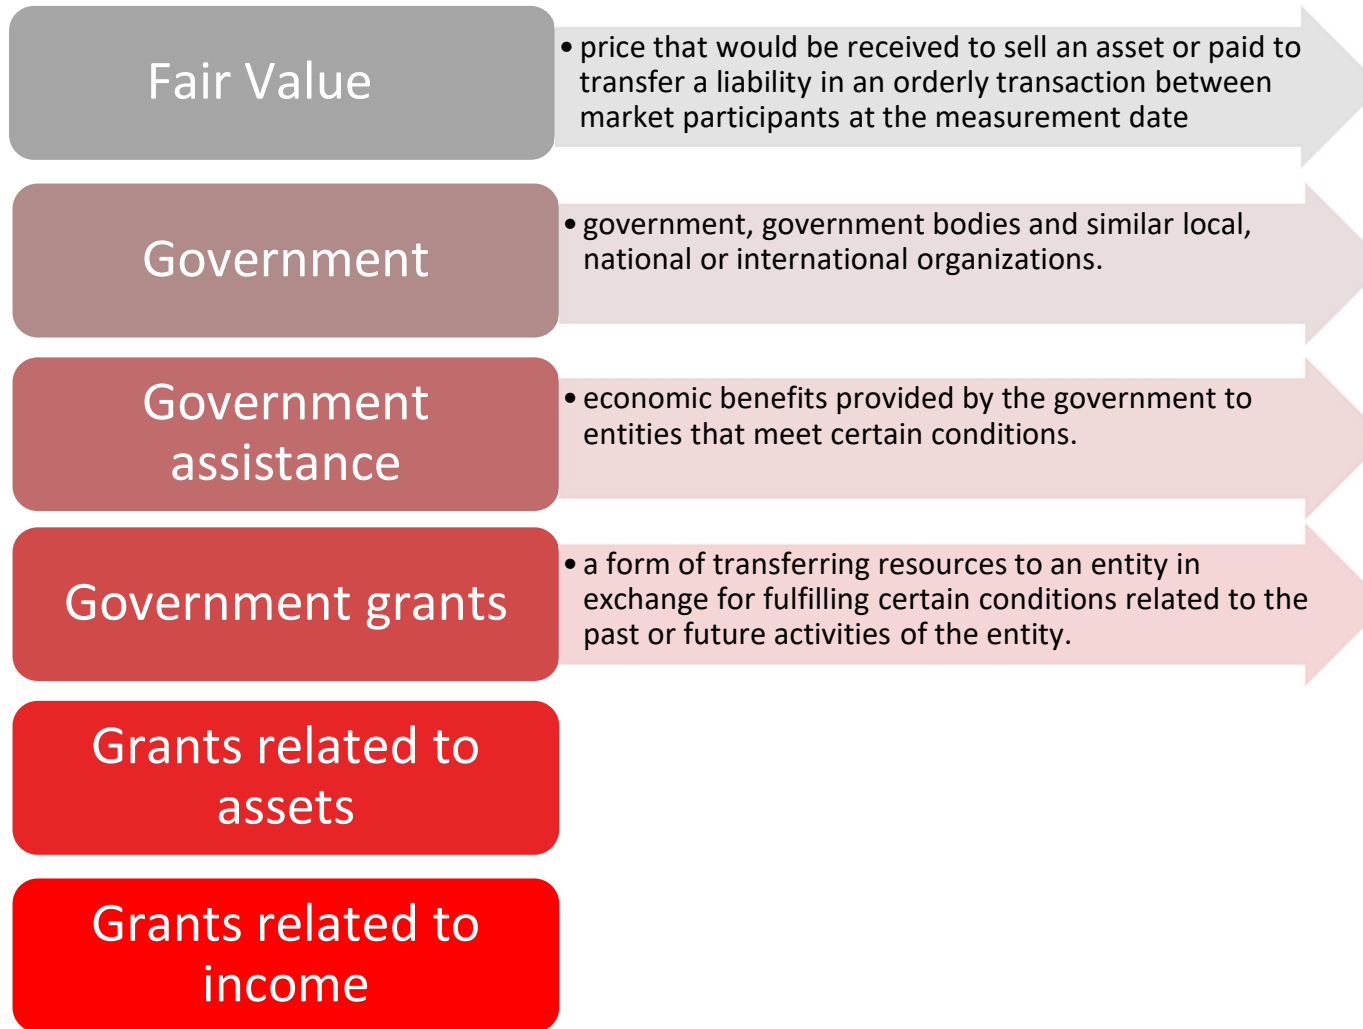 Fair Value
• price that would be received to sell an asset or paid to
transfer a liability in an orderly transaction between
market participants at the measurement date
Government
• government, government bodies and similar local,
national or international organizations.
Government
assistance
• economic benefits provided by the government to
entities that meet certain conditions.
Government grants
• a form of transferring resources to an entity in
exchange for fulfilling certain conditions related to the
past or future activities of the entity.
Grants related to
assets
Grants related to
income